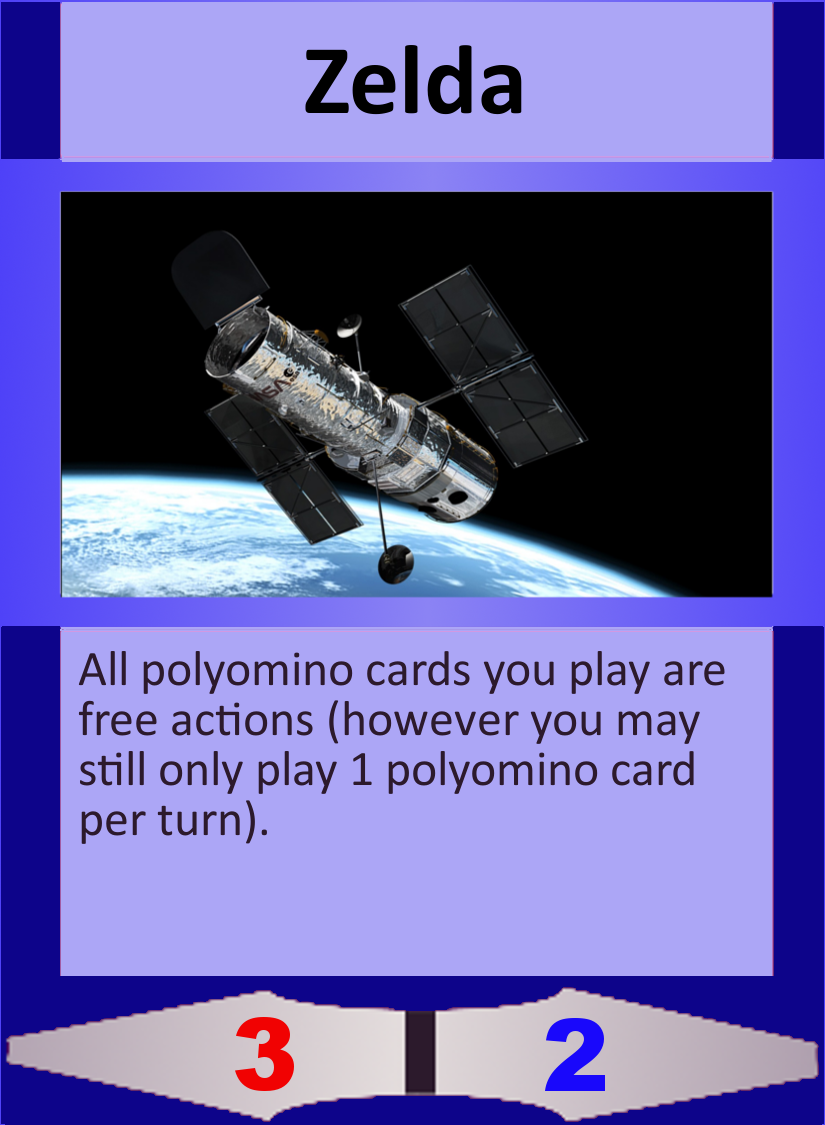 Zelda
All polyomino cards you play are
free actions (however you may
still only play 1 polyomino card
per turn).
3 2